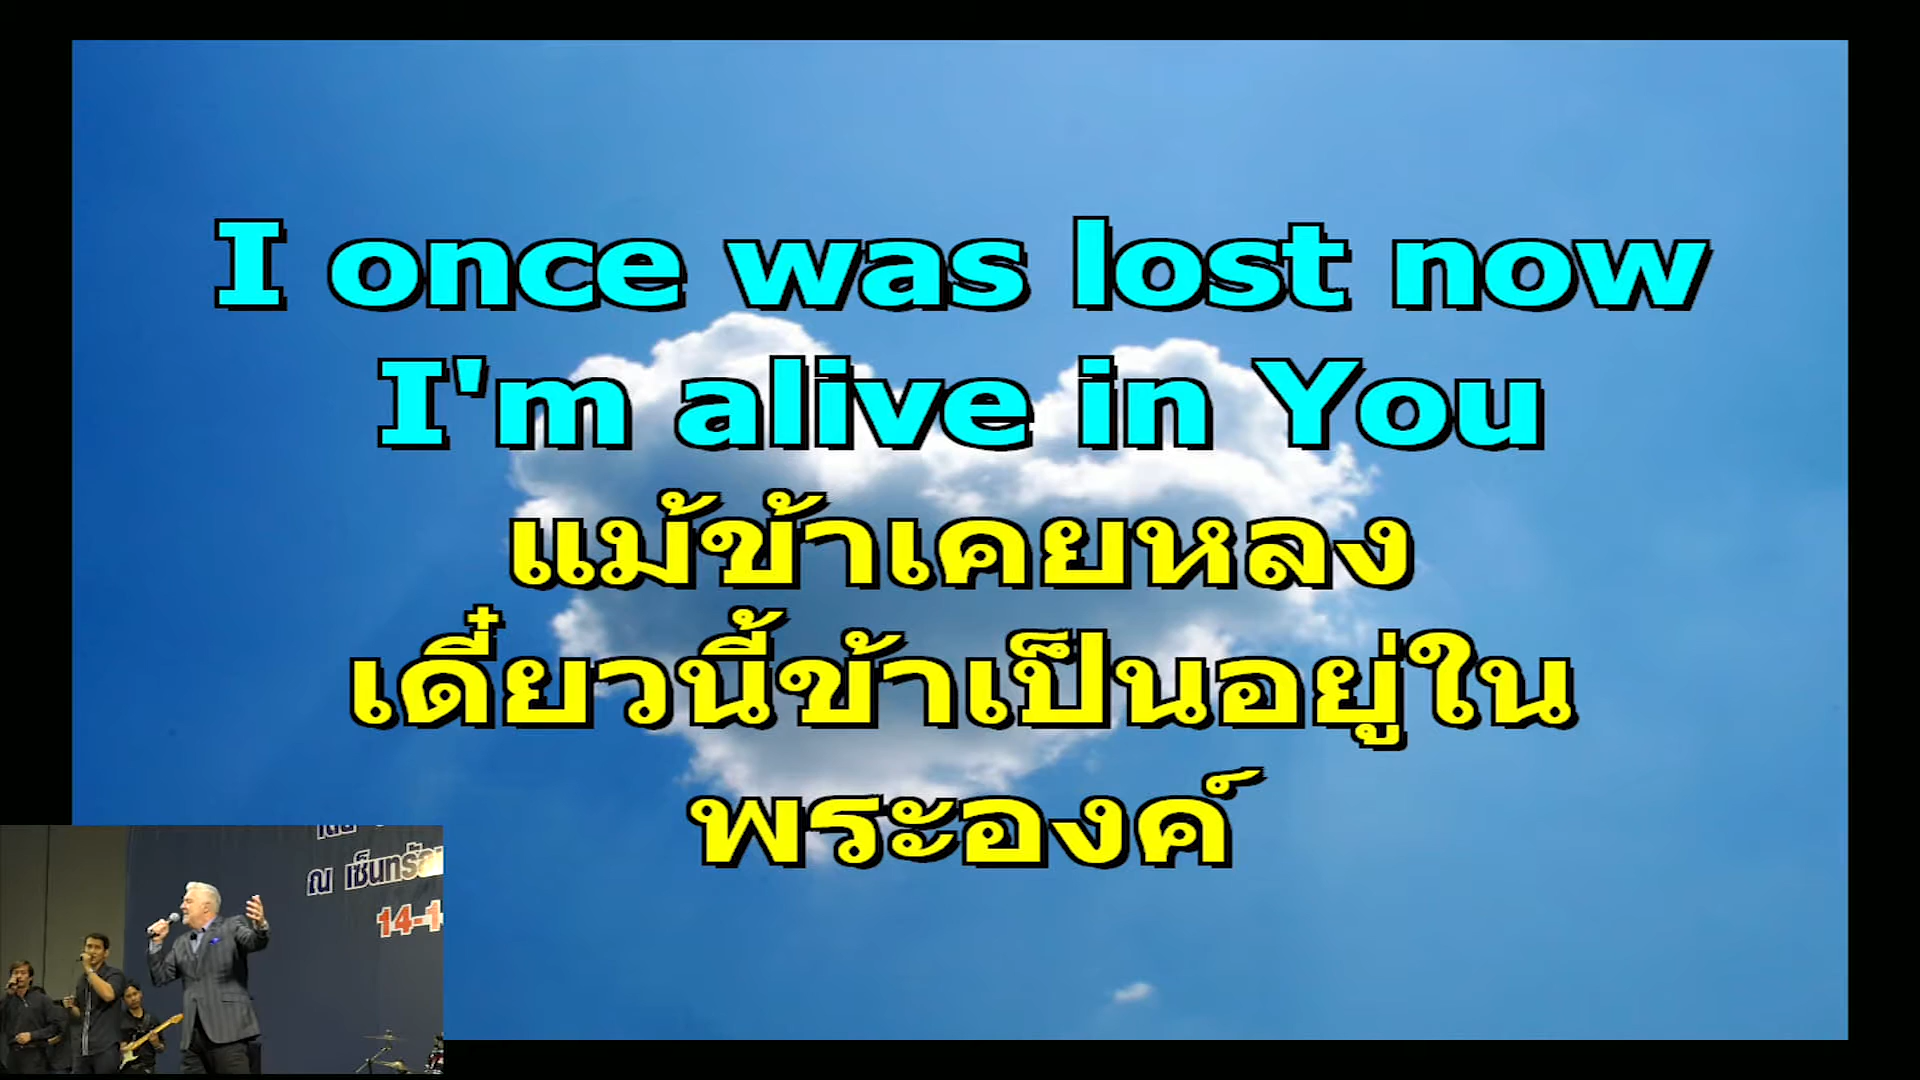 I once was lost now
I'm alive in You
แม้ข้าเคยหลง
เดี๋ยวนี้ข้าเป็นอยู่ใน
พระองค์
ณ เซ็นทรัล
14-1